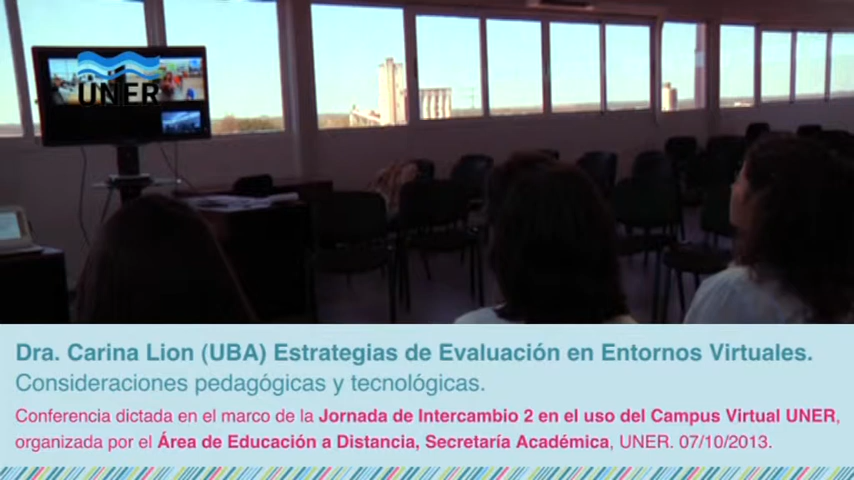 UNER
Dra. Carina Lion (UBA) Estrategias de Evaluación en Entornos Virtuales.
Consideraciones pedagógicas y tecnológicas.
Conferencia dictada en el marco de la Jornada de Intercambio 2 en el uso del Campus Virtual UNER,
organizada por el Área de Educación a Distancia, Secretaría Académica, UNER. 07/10/2013.